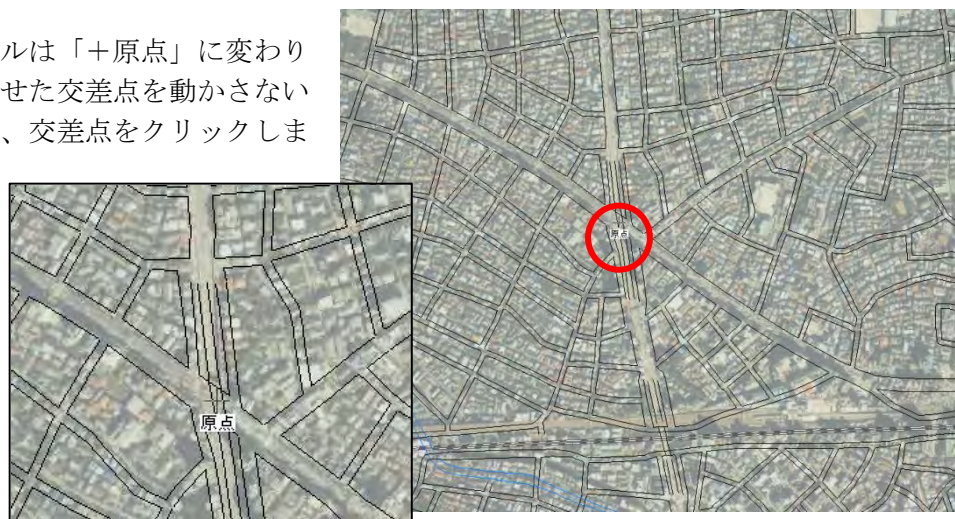 ルは「＋原点」に変わり
せた交差点を動かさない
、交差点をクリックしま
原点
原点